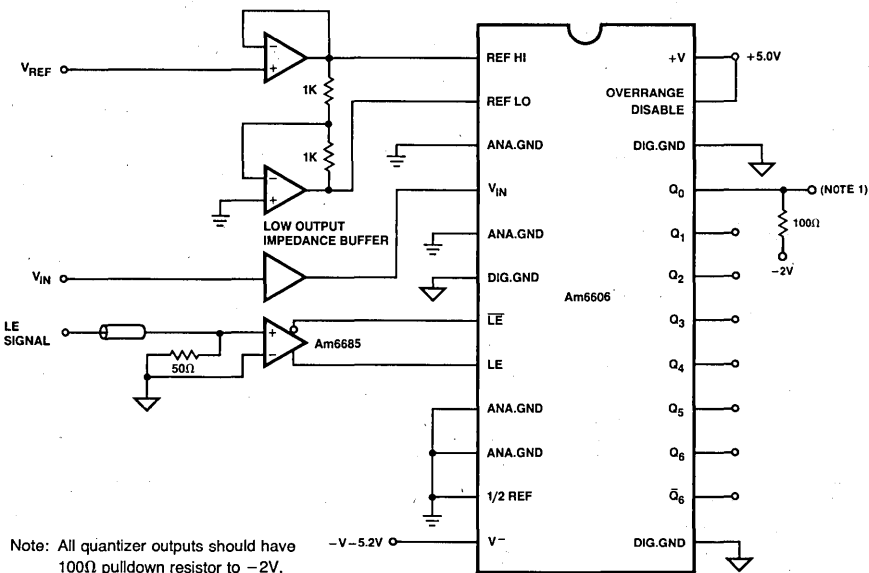 V_REF
1K
1K
LOW OUTPUT
IMPEDANCE BUFFER
V_IN
LE
SIGNAL
50Ω
Am6685
REF HI
REF LO
ANA.GND
V_IN
ANA.GND
DIG.GND
L̅E̅
LE
ANA.GND
ANA.GND
1/2 REF
V−
-V-5.2V
Am6606
+V
+5.0V
OVERRANGE
DISABLE
DIG.GND
Q0
(NOTE 1)
100Ω
−2V
Q1
Q2
Q3
Q4
Q5
Q6
Q̅6
DIG.GND
Note: All quantizer outputs should have
100Ω pulldown resistor to −2V.